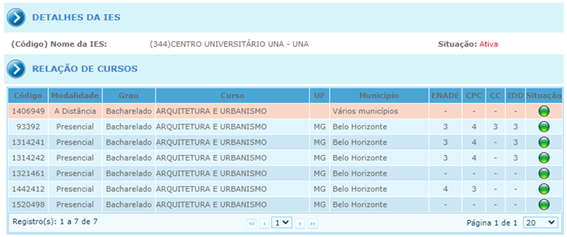 DETALHES DA IES
(Código) Nome da IES: (344)CENTRO UNIVERSITÁRIO UNA - UNA Situação: Ativa
RELAÇÃO DE CURSOS
Código Modalidade Grau Curso UF Município ENADE CPC CC IDD Situação
1406949 A Distância Bacharelado ARQUITETURA E URBANISMO Vários municípios - - - -
93392 Presencial Bacharelado ARQUITETURA E URBANISMO MG Belo Horizonte 3 4 3 3
1314241 Presencial Bacharelado ARQUITETURA E URBANISMO MG Belo Horizonte 3 4 - 3
1314242 Presencial Bacharelado ARQUITETURA E URBANISMO MG Belo Horizonte 3 4 - 3
1321461 Presencial Bacharelado ARQUITETURA E URBANISMO MG Belo Horizonte - - - -
1442412 Presencial Bacharelado ARQUITETURA E URBANISMO MG Belo Horizonte 4 3 - -
1520498 Presencial Bacharelado ARQUITETURA E URBANISMO MG Belo Horizonte - - - -
Registro(s): 1 a 7 de 7 1 Página 1 de 1 20